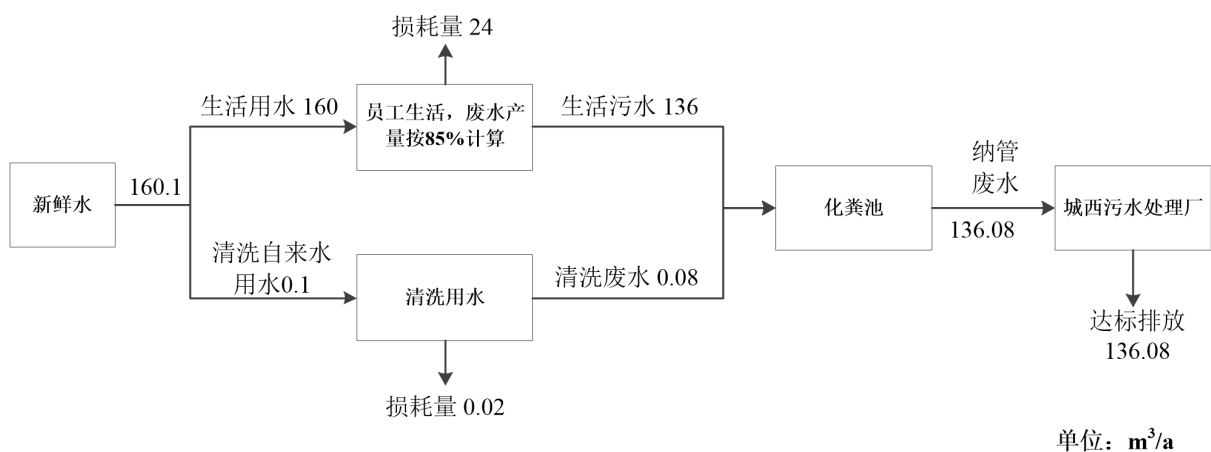 损耗量 24
生活用水 160
员工生活，废水产
量按85%计算
生活污水 136
新鲜水
160.1
化粪池
纳管
废水
136.08
城西污水处理厂
清洗自来水
用水0.1
清洗用水
清洗废水 0.08
达标排放
136.08
损耗量 0.02
单位：m³/a